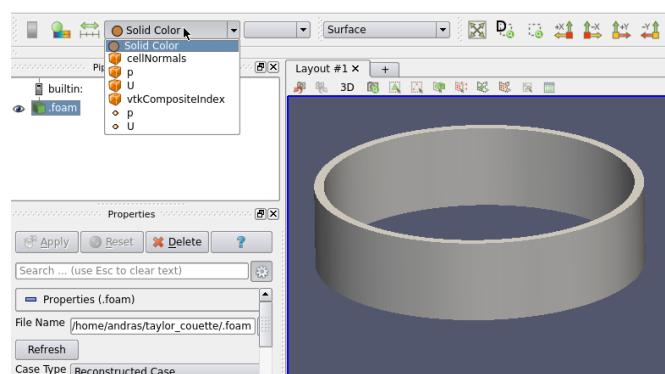 Solid Color
Surface
Solid Color
cellNormals
p
U
vtkCompositeIndex
p
U
Pip
builtin:
.foam
Layout #1
3D
Properties
Apply
Reset
Delete
?
Search ... (use Esc to clear text)
Properties (.foam)
File Name
/home/andras/taylor_couette/.foam
Refresh
Case Type
Reconstructed Case